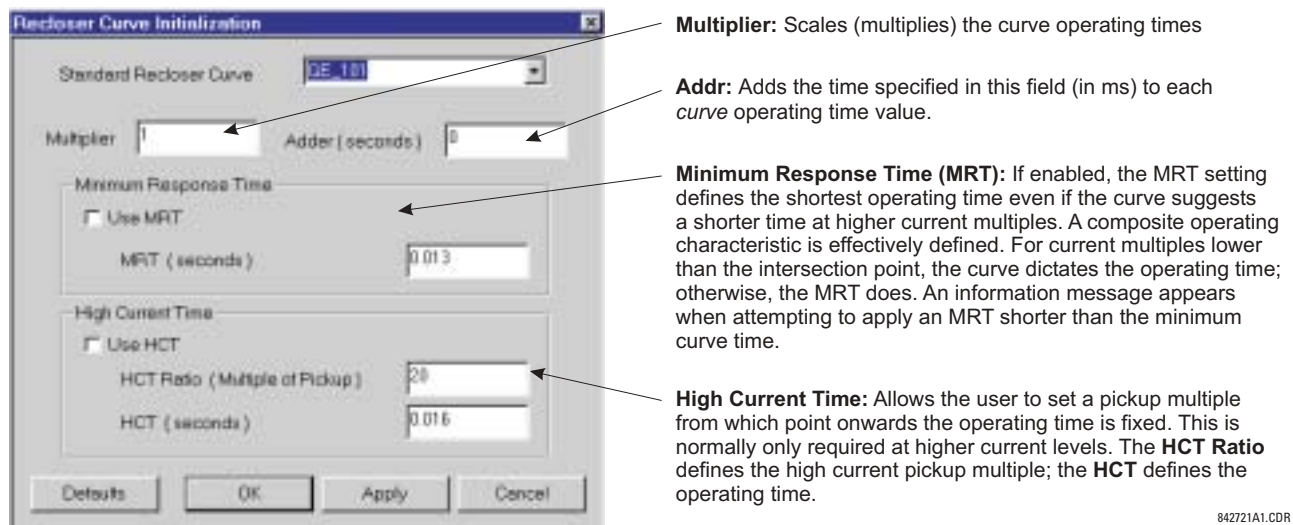 Recloser Curve Initialization
Standard Recloser Curve
GE_101
Multiplier
1
Adder ( seconds )
0
Minimum Response Time
Use MRT
MRT ( seconds )
0.013
High Current Time
Use HCT
HCT Ratio ( Multiple of Pickup )
20
HCT ( seconds )
0.016
Defaults
OK
Apply
Cancel
Multiplier: Scales (multiplies) the curve operating times
Addr: Adds the time specified in this field (in ms) to each
curve operating time value.
Minimum Response Time (MRT): If enabled, the MRT setting
defines the shortest operating time even if the curve suggests
a shorter time at higher current multiples. A composite operating
characteristic is effectively defined. For current multiples lower
than the intersection point, the curve dictates the operating time;
otherwise, the MRT does. An information message appears
when attempting to apply an MRT shorter than the minimum
curve time.
High Current Time: Allows the user to set a pickup multiple
from which point onwards the operating time is fixed. This is
normally only required at higher current levels. The HCT Ratio
defines the high current pickup multiple; the HCT defines the
operating time.
842721A1.CDR